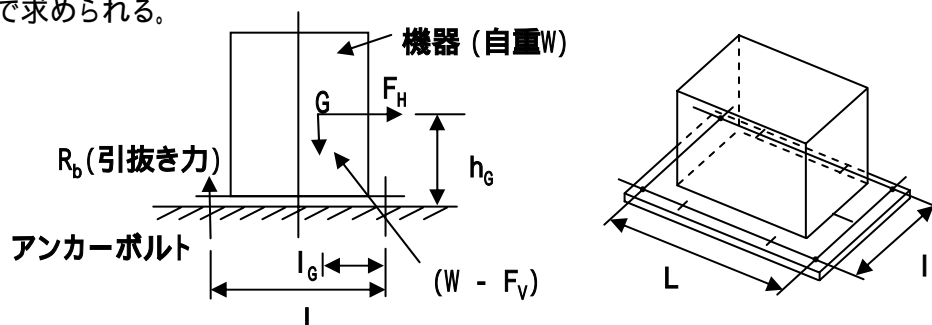 で求められる。
機器（自重W）
G
F_H
R_b（引抜き力）
h_G
アンカーボルト
l_G
(W - F_V)
l
L
l